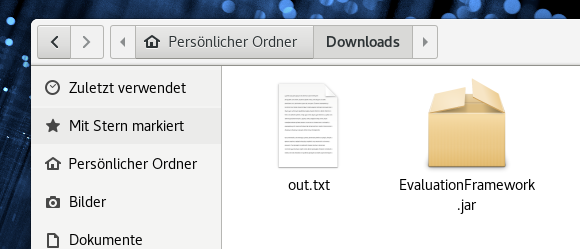 Persönlicher Ordner Downloads
Zuletzt verwendet
Mit Stern markiert
Persönlicher Ordner
Bilder
Dokumente
out.txt
EvaluationFramework
.jar